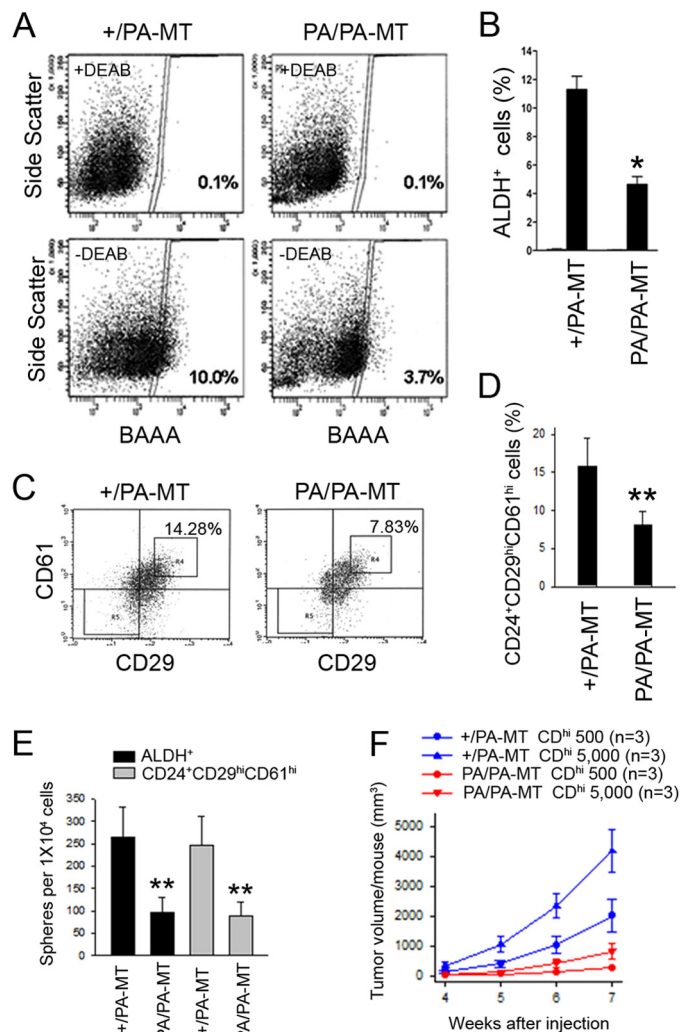 A
+/PA-MT
PA/PA-MT
+DEAB
+DEAB
Side Scatter
0.1%
0.1%
-DEAB
-DEAB
Side Scatter
10.0%
3.7%
BAAA
BAAA
B
ALDH⁺ cells (%)
14
12
10
8
6
4
2
0
*
+/PA-MT
PA/PA-MT
C
+/PA-MT
PA/PA-MT
14.28%
7.83%
R4
R4
R5
R5
CD61
CD29
CD29
D
CD24⁺CD29ʰⁱCD61ʰⁱ cells (%)
20
15
10
5
0
**
+/PA-MT
PA/PA-MT
E
ALDH⁺
CD24⁺CD29ʰⁱCD61ʰⁱ
Spheres per 1X10⁴ cells
350
300
250
200
150
100
50
0
**
**
+/PA-MT
PA/PA-MT
+/PA-MT
PA/PA-MT
F
+/PA-MT CDʰⁱ 500 (n=3)
+/PA-MT CDʰⁱ 5,000 (n=3)
PA/PA-MT CDʰⁱ 500 (n=3)
PA/PA-MT CDʰⁱ 5,000 (n=3)
Tumor volume/mouse (mm³)
5000
4000
3000
2000
1000
0
4 5 6 7
Weeks after injection